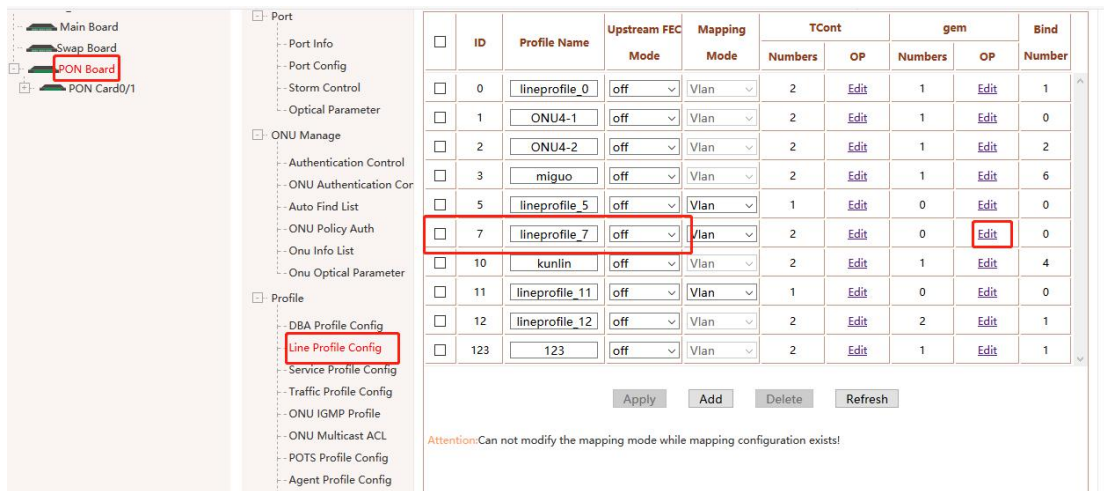 Main Board
Swap Board
PON Board
PON Card0/1
Port
Port Info
Port Config
Storm Control
Optical Parameter
ONU Manage
Authentication Control
ONU Authentication Cor
Auto Find List
ONU Policy Auth
Onu Info List
Onu Optical Parameter
Profile
DBA Profile Config
Line Profile Config
Service Profile Config
Traffic Profile Config
ONU IGMP Profile
ONU Multicast ACL
POTS Profile Config
Agent Profile Config
ID Profile Name Upstream FEC Mode Mapping Mode TCont gem Bind Number
Numbers OP Numbers OP
0 lineprofile_0 off Vlan 2 Edit 1 Edit 1
1 ONU4-1 off Vlan 2 Edit 1 Edit 0
2 ONU4-2 off Vlan 2 Edit 1 Edit 2
3 miguo off Vlan 2 Edit 1 Edit 6
5 lineprofile_5 off Vlan 1 Edit 0 Edit 0
7 lineprofile_7 off Vlan 2 Edit 0 Edit 0
10 kunlin off Vlan 2 Edit 1 Edit 4
11 lineprofile_11 off Vlan 1 Edit 0 Edit 0
12 lineprofile_12 off Vlan 2 Edit 2 Edit 1
123 123 off Vlan 2 Edit 1 Edit 1
Apply Add Delete Refresh
Attention:Can not modify the mapping mode while mapping configuration exists!